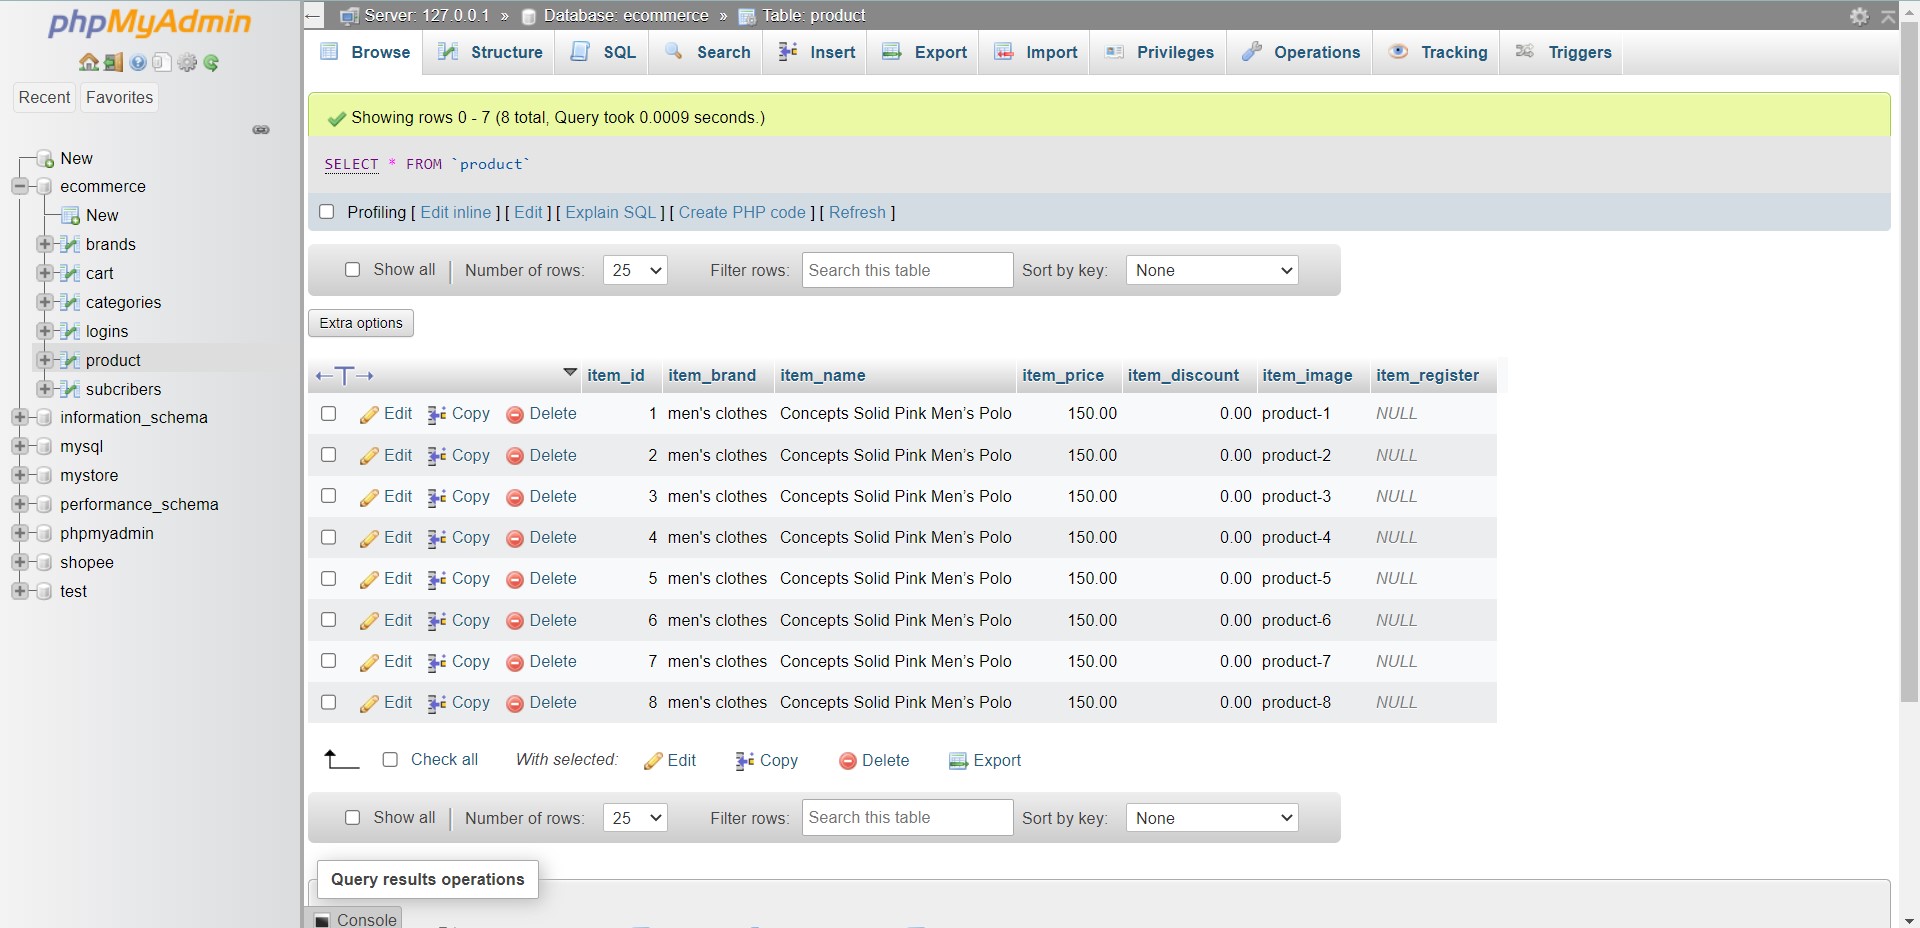 phpMyAdmin
Recent Favorites
New
ecommerce
New
brands
cart
categories
logins
product
subcribers
information_schema
mysql
mystore
performance_schema
phpmyadmin
shopee
test
Server: 127.0.0.1 » Database: ecommerce » Table: product
Browse Structure SQL Search Insert Export Import Privileges Operations Tracking Triggers
Showing rows 0 - 7 (8 total, Query took 0.0009 seconds.)
SELECT * FROM `product`
Profiling [ Edit inline ] [ Edit ] [ Explain SQL ] [ Create PHP code ] [ Refresh ]
Show all Number of rows: 25 Filter rows: Search this table Sort by key: None
Extra options
item_id item_brand item_name item_price item_discount item_image item_register
Edit Copy Delete 1 men's clothes Concepts Solid Pink Men’s Polo 150.00 0.00 product-1 NULL
Edit Copy Delete 2 men's clothes Concepts Solid Pink Men’s Polo 150.00 0.00 product-2 NULL
Edit Copy Delete 3 men's clothes Concepts Solid Pink Men’s Polo 150.00 0.00 product-3 NULL
Edit Copy Delete 4 men's clothes Concepts Solid Pink Men’s Polo 150.00 0.00 product-4 NULL
Edit Copy Delete 5 men's clothes Concepts Solid Pink Men’s Polo 150.00 0.00 product-5 NULL
Edit Copy Delete 6 men's clothes Concepts Solid Pink Men’s Polo 150.00 0.00 product-6 NULL
Edit Copy Delete 7 men's clothes Concepts Solid Pink Men’s Polo 150.00 0.00 product-7 NULL
Edit Copy Delete 8 men's clothes Concepts Solid Pink Men’s Polo 150.00 0.00 product-8 NULL
Check all With selected: Edit Copy Delete Export
Show all Number of rows: 25 Filter rows: Search this table Sort by key: None
Query results operations
Console